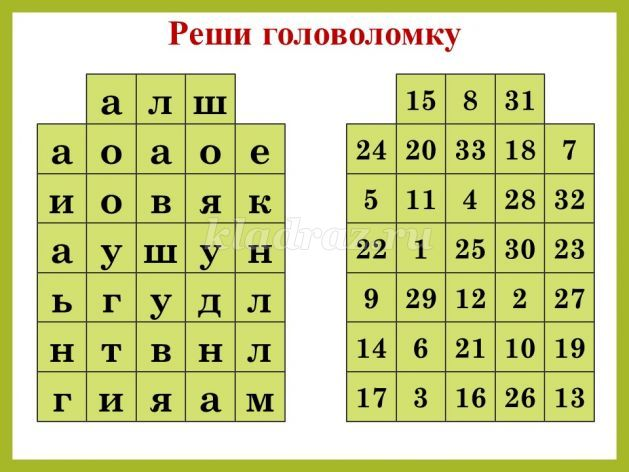 Реши головоломку
а л ш
а о а о е
и о в я к
а у ш у н
ь г у д л
н т в н л
г и я а м
15 8 31
24 20 33 18 7
5 11 4 28 32
22 1 25 30 23
9 29 12 2 27
14 6 21 10 19
17 3 16 26 13
kladraz.ru